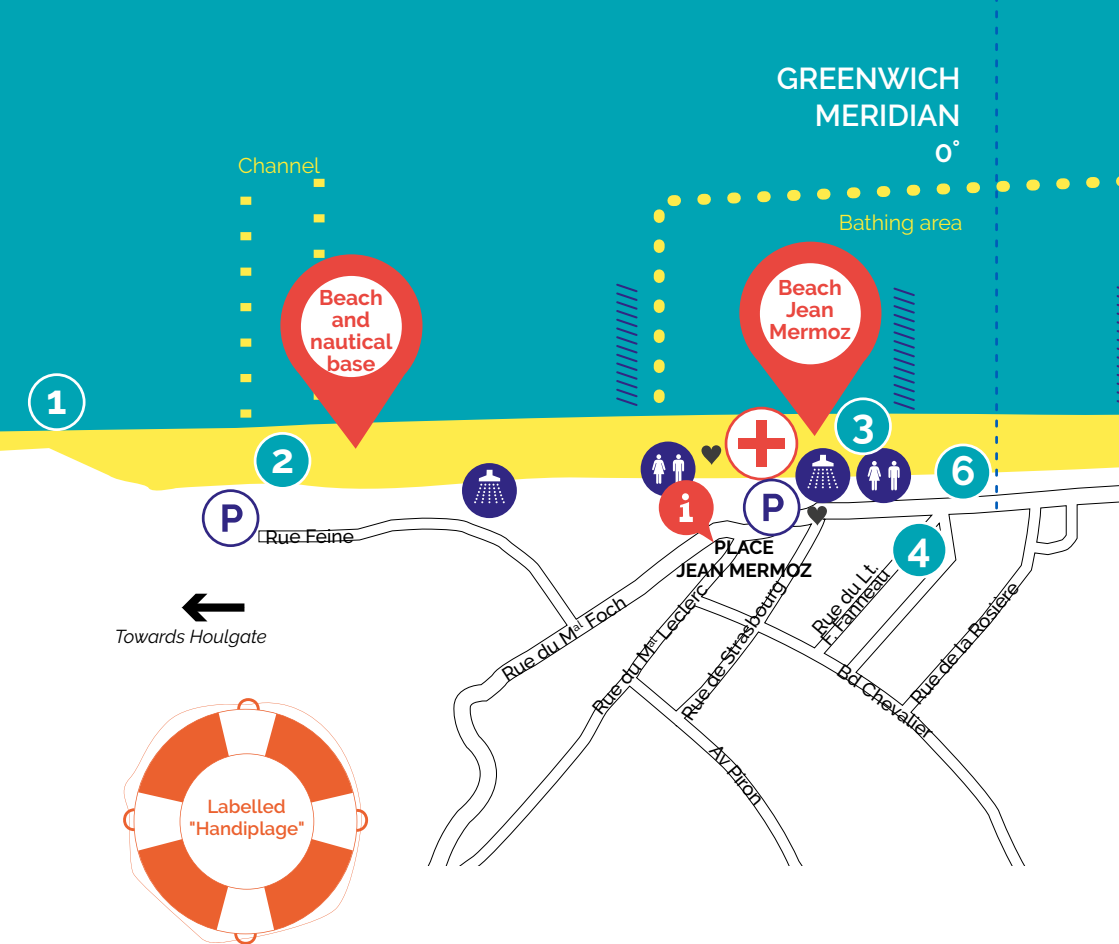 GREENWICH
MERIDIAN
0°
Channel
Bathing area
Beach
and
nautical
base
Beach
Jean
Mermoz
1
2
3
6
P
P
i
4
Rue Feine
PLACE
JEAN MERMOZ
Towards Houlgate
Rue du Mal Foch
Rue du Mal Leclerc
Rue de Strasbourg
Rue du Lt.
F. Fanneau
Rue de la Rosière
Bd Chevalier
Av Piron
Labelled
"Handiplage"